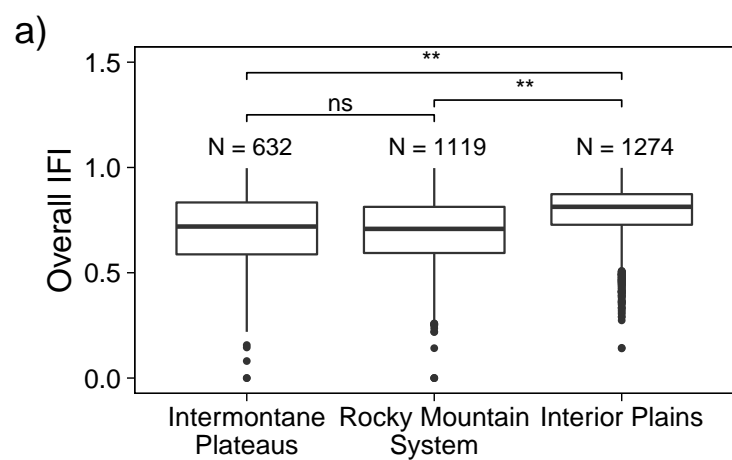 a)
Overall IFI
1.5
1.0
0.5
0.0
**
ns
**
N = 632
N = 1119
N = 1274
Intermontane
Plateaus
Rocky Mountain
System
Interior Plains